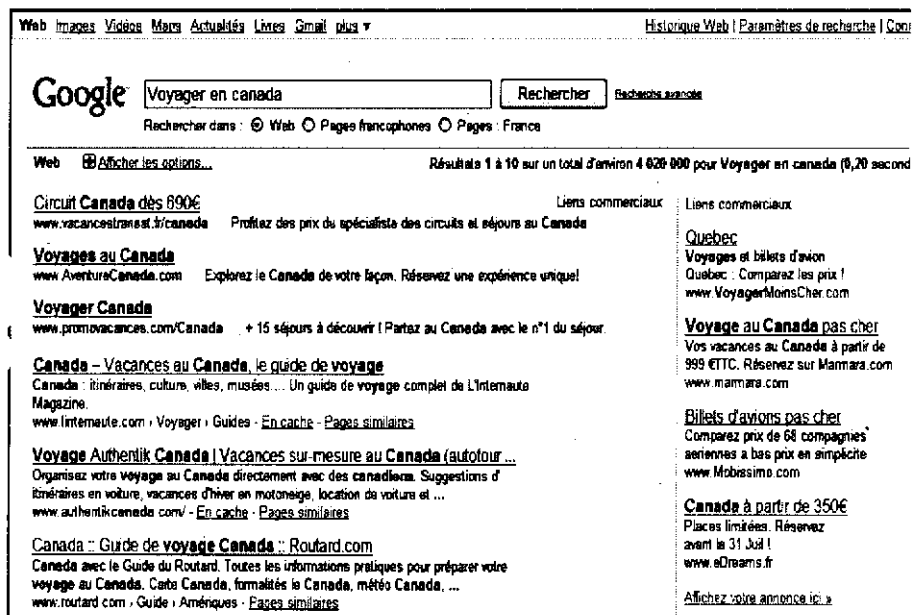 Web Images Vidéos Maps Actualités Livres Gmail plus ▼
Historique Web | Paramètres de recherche |
Google
Voyager en canada
Rechercher
Recherche avancée
Rechercher dans : Web Pages francophones Pages : France
Web Afficher les options...
Résultats 1 à 10 sur un total d'environ 4 020 000 pour Voyager en canada (0,20 second
Circuit Canada dès 690€
Liens commerciaux
www.vacancestransat.fr/canada Profitez des prix du spécialiste des circuits et séjours au Canada
Voyages au Canada
www.AventureCanada.com Explorez le Canada de votre façon. Réservez une expérience unique!
Voyager Canada
www.promovacances.com/Canada + 15 séjours à découvrir ! Partez au Canada avec le n°1 du séjour.
Canada – Vacances au Canada, le guide de voyage
Canada : itinéraires, culture, villes, musées.... Un guide de voyage complet de L'Internaute
Magazine.
www.linternaute.com › Voyager › Guides - En cache - Pages similaires
Voyage Authentik Canada | Vacances sur-mesure au Canada (autotour ...
Organisez votre voyage au Canada directement avec des canadiens. Suggestions d'
itinéraires en voiture, vacances d'hiver en motoneige, location de voiture et ...
www.authentikcanada.com/ - En cache - Pages similaires
Canada :: Guide de voyage Canada :: Routard.com
Canada avec le Guide du Routard. Toutes les informations pratiques pour préparer votre
voyage au Canada. Carte Canada, formalités le Canada, météo Canada, ...
www.routard.com › Guide › Amériques - Pages similaires
Liens commerciaux
Quebec
Voyages et billets d'avion
Quebec : Comparez les prix !
www.VoyagerMoinsCher.com
Voyage au Canada pas cher
Vos vacances au Canada à partir de
999 €TTC. Réservez sur Marmara.com
www.marmara.com
Billets d'avions pas cher
Comparez prix de 68 compagnies
aeriennes a bas prix en simplicite
www.Mobissimo.com
Canada à partir de 350€
Places limitées. Réservez
avant le 31 Juil !
www.eDreams.fr
Affichez votre annonce ici »